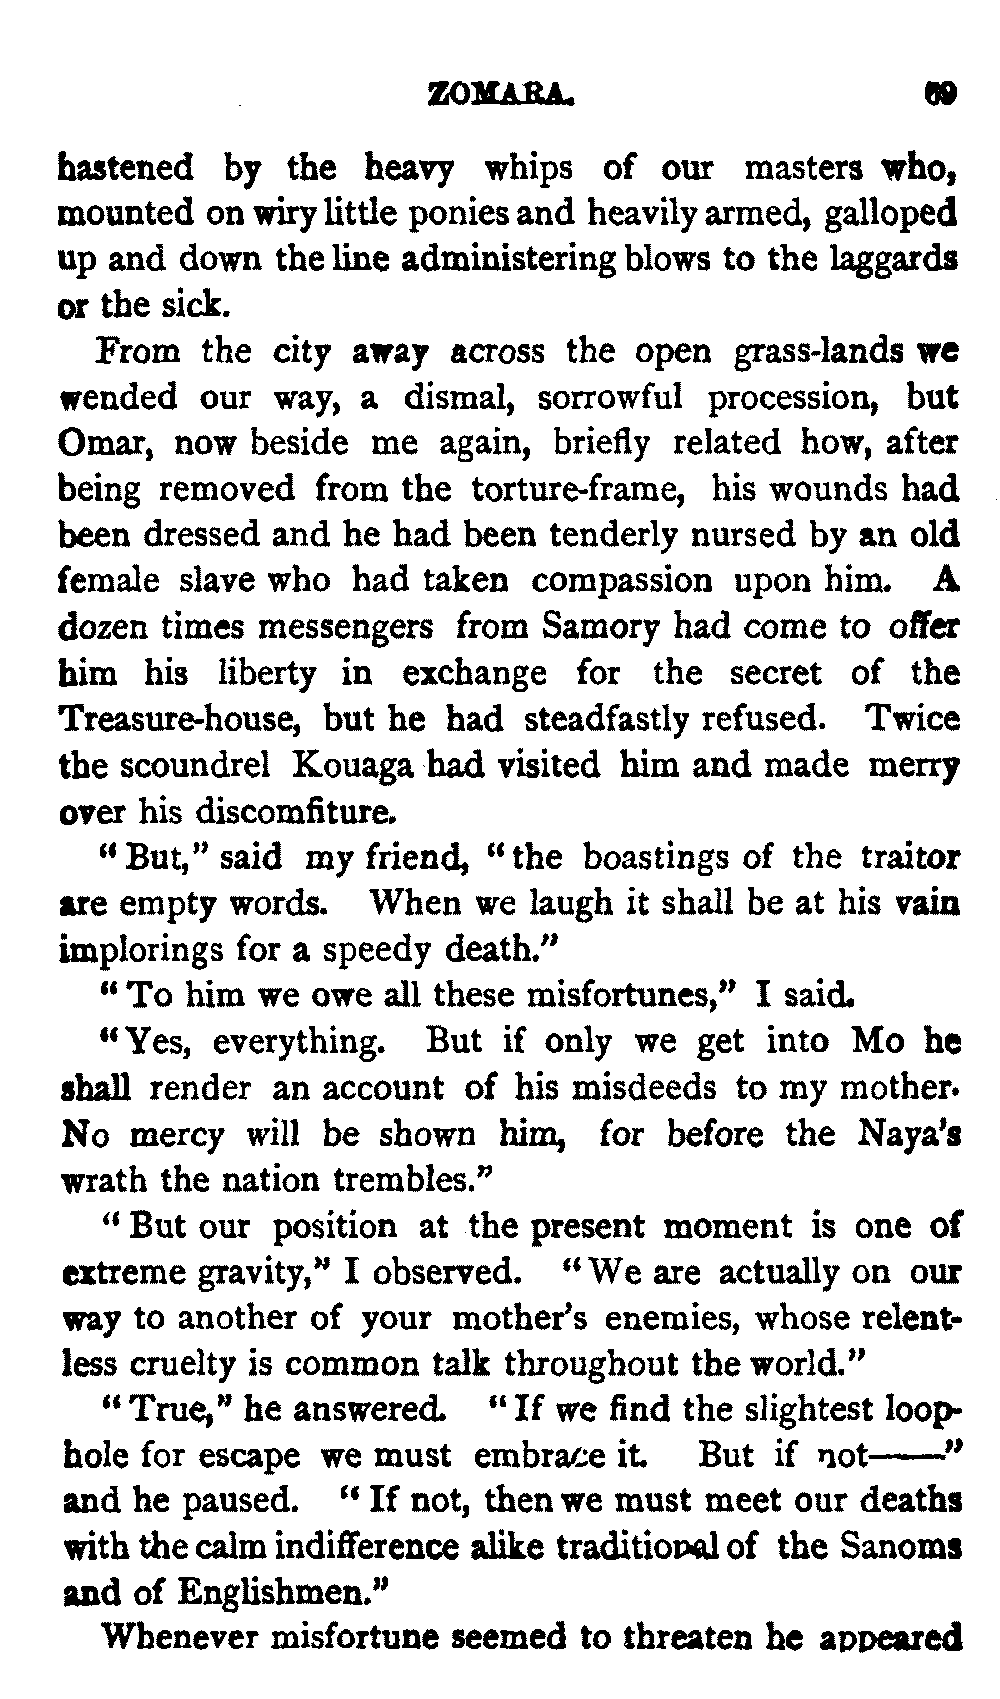 ZOMARA. 69
hastened by the heavy whips of our masters who,
mounted on wiry little ponies and heavily armed, galloped
up and down the line administering blows to the laggards
or the sick.
From the city away across the open grass-lands we
wended our way, a dismal, sorrowful procession, but
Omar, now beside me again, briefly related how, after
being removed from the torture-frame, his wounds had
been dressed and he had been tenderly nursed by an old
female slave who had taken compassion upon him. A
dozen times messengers from Samory had come to offer
him his liberty in exchange for the secret of the
Treasure-house, but he had steadfastly refused. Twice
the scoundrel Kouaga had visited him and made merry
over his discomfiture.
"But," said my friend, "the boastings of the traitor
are empty words. When we laugh it shall be at his vain
implorings for a speedy death."
"To him we owe all these misfortunes," I said.
"Yes, everything. But if only we get into Mo he
shall render an account of his misdeeds to my mother.
No mercy will be shown him, for before the Naya's
wrath the nation trembles."
"But our position at the present moment is one of
extreme gravity," I observed. "We are actually on our
way to another of your mother's enemies, whose relent-
less cruelty is common talk throughout the world."
"True," he answered. "If we find the slightest loop-
hole for escape we must embrace it. But if not——"
and he paused. "If not, then we must meet our deaths
with the calm indifference alike traditional of the Sanoms
and of Englishmen."
Whenever misfortune seemed to threaten he appeared